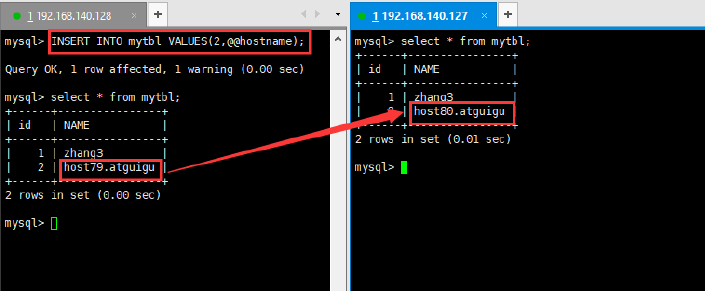 1 192.168.140.128
mysql> INSERT INTO mytbl VALUES(2,@@hostname);
Query OK, 1 row affected, 1 warning (0.00 sec)
mysql> select * from mytbl;
+------+----------------+
| id   | NAME           |
+------+----------------+
|    1 | zhang3         |
|    2 | host79.atguigu |
+------+----------------+
2 rows in set (0.00 sec)
mysql>
1 192.168.140.127
mysql> select * from mytbl;
+------+----------------+
| id   | NAME           |
+------+----------------+
|    1 | zhang3         |
|    2 | host80.atguigu |
+------+----------------+
2 rows in set (0.01 sec)
mysql>